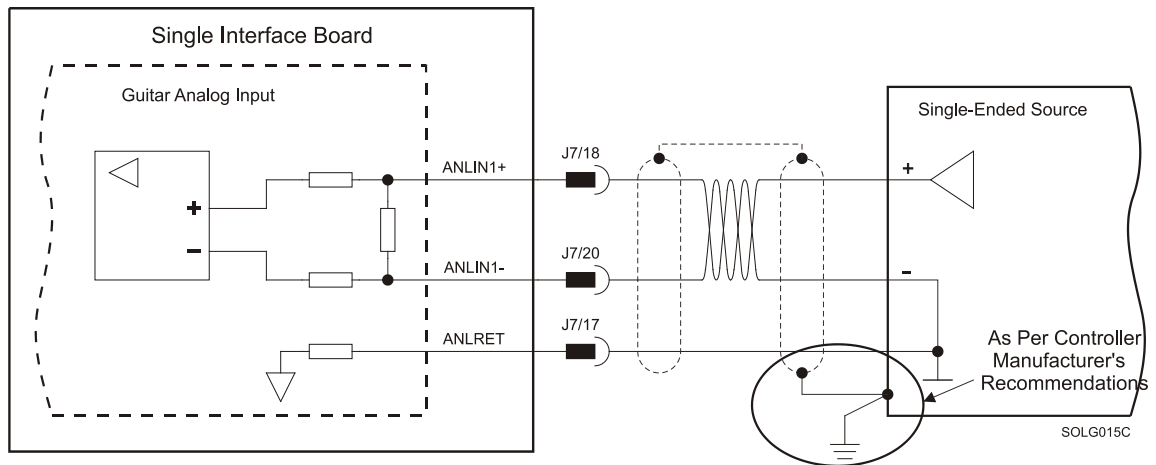 Single Interface Board
Guitar Analog Input
+
-
ANLIN1+
ANLIN1-
ANLRET
J7/18
J7/20
J7/17
Single-Ended Source
+
-
As Per Controller
Manufacturer's
Recommendations
SOLG015C